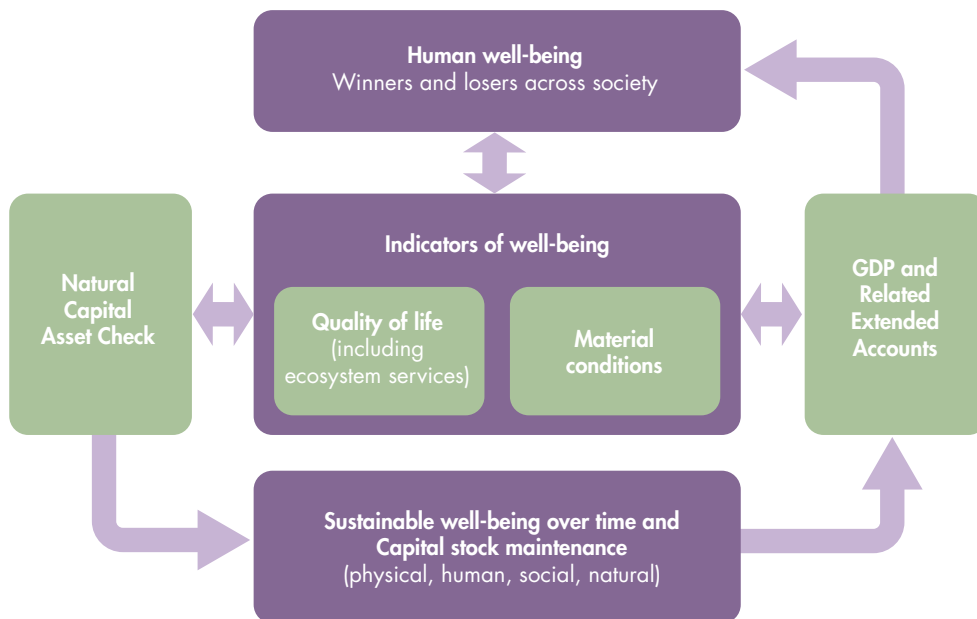 Human well-being
Winners and losers across society
Natural
Capital
Asset Check
Indicators of well-being
Quality of life
(including
ecosystem services)
Material
conditions
GDP and
Related
Extended
Accounts
Sustainable well-being over time and
Capital stock maintenance
(physical, human, social, natural)